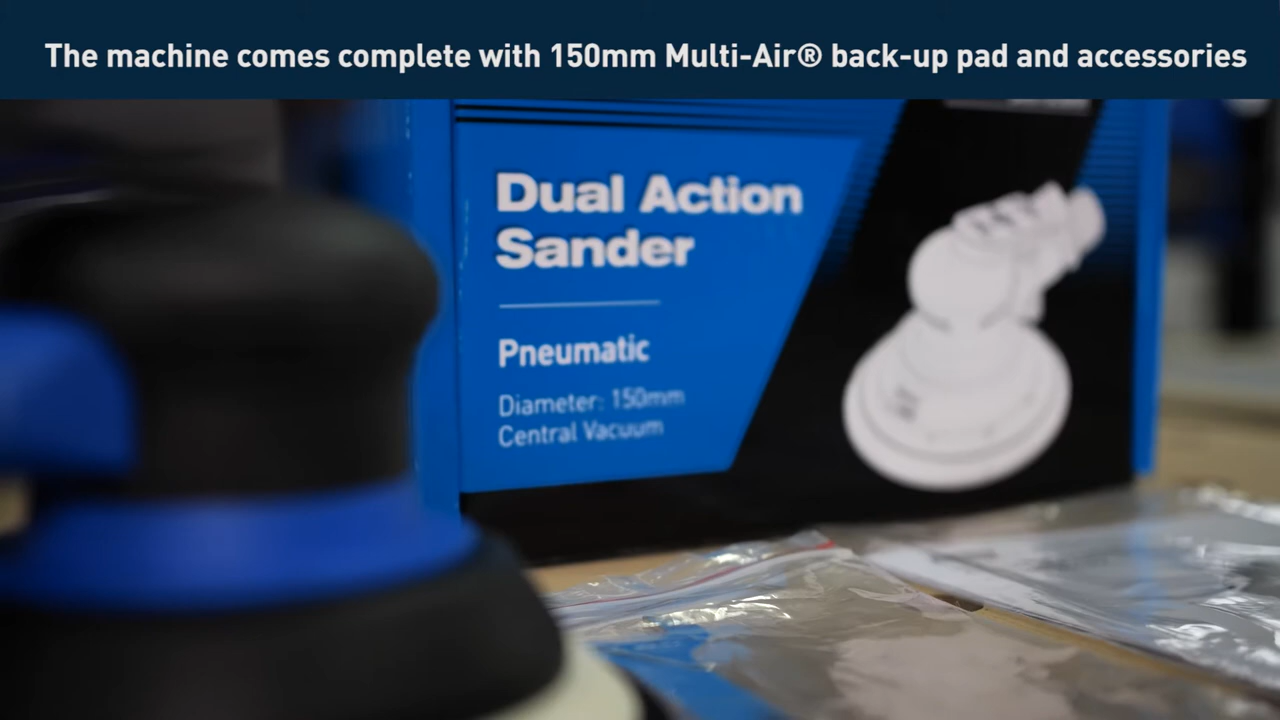 The machine comes complete with 150mm Multi-Air® back-up pad and accessories
Dual Action
Sander
Pneumatic
Diameter: 150mm
Central Vacuum